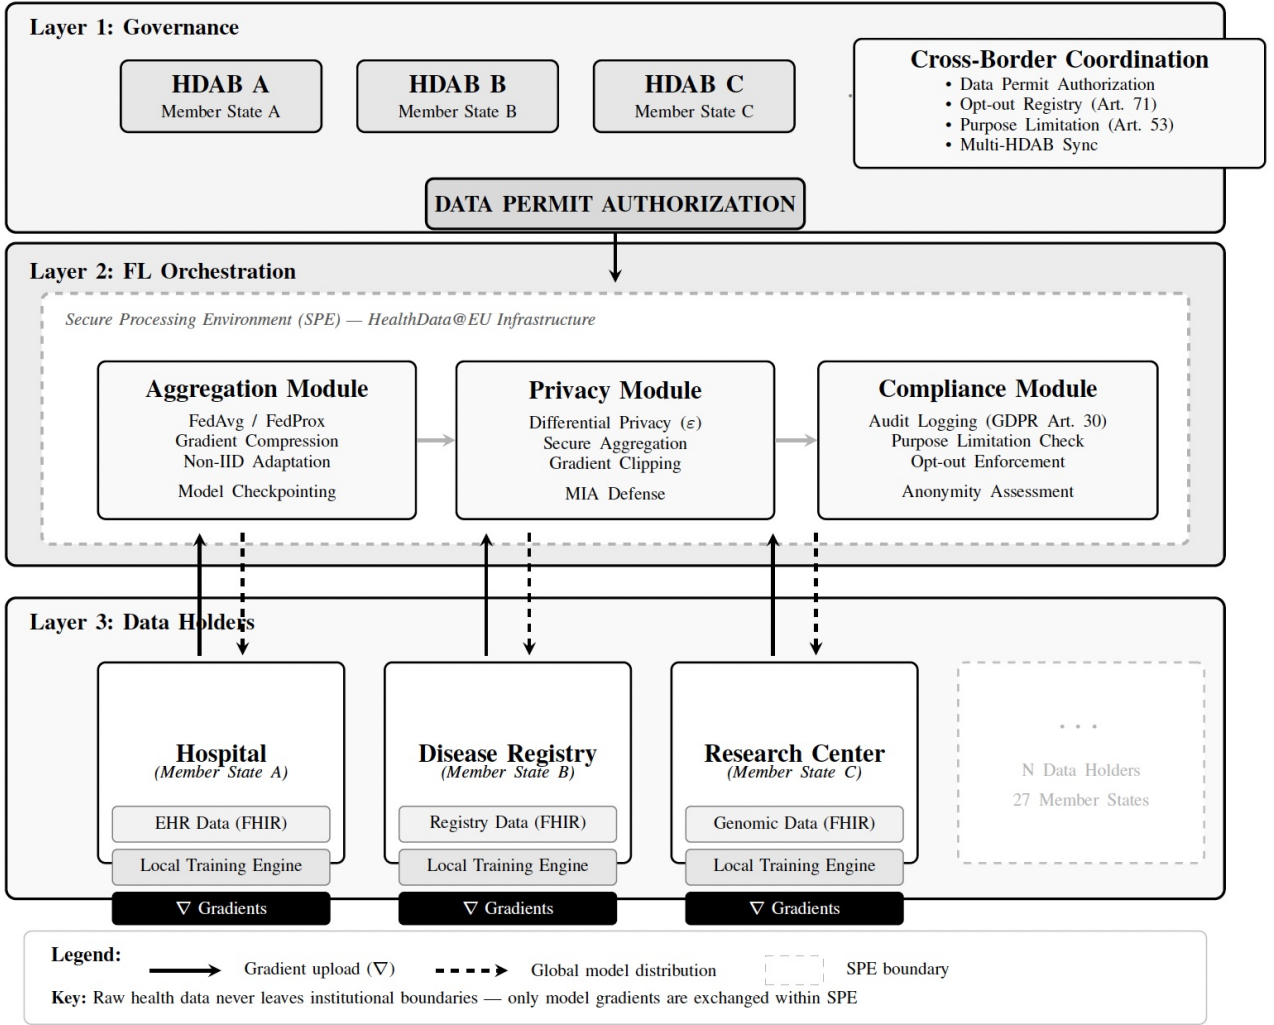 Layer 1: Governance
HDAB A
Member State A
HDAB B
Member State B
HDAB C
Member State C
Cross-Border Coordination
• Data Permit Authorization
• Opt-out Registry (Art. 71)
• Purpose Limitation (Art. 53)
• Multi-HDAB Sync
DATA PERMIT AUTHORIZATION
Layer 2: FL Orchestration
Secure Processing Environment (SPE) — HealthData@EU Infrastructure
Aggregation Module
FedAvg / FedProx
Gradient Compression
Non-IID Adaptation
Model Checkpointing
Privacy Module
Differential Privacy (ε)
Secure Aggregation
Gradient Clipping
MIA Defense
Compliance Module
Audit Logging (GDPR Art. 30)
Purpose Limitation Check
Opt-out Enforcement
Anonymity Assessment
Layer 3: Data Holders
Hospital
(Member State A)
EHR Data (FHIR)
Local Training Engine
∇ Gradients
Disease Registry
(Member State B)
Registry Data (FHIR)
Local Training Engine
∇ Gradients
Research Center
(Member State C)
Genomic Data (FHIR)
Local Training Engine
∇ Gradients
· · ·
N Data Holders
27 Member States
Legend:
Gradient upload (∇)
Global model distribution
SPE boundary
Key: Raw health data never leaves institutional boundaries — only model gradients are exchanged within SPE